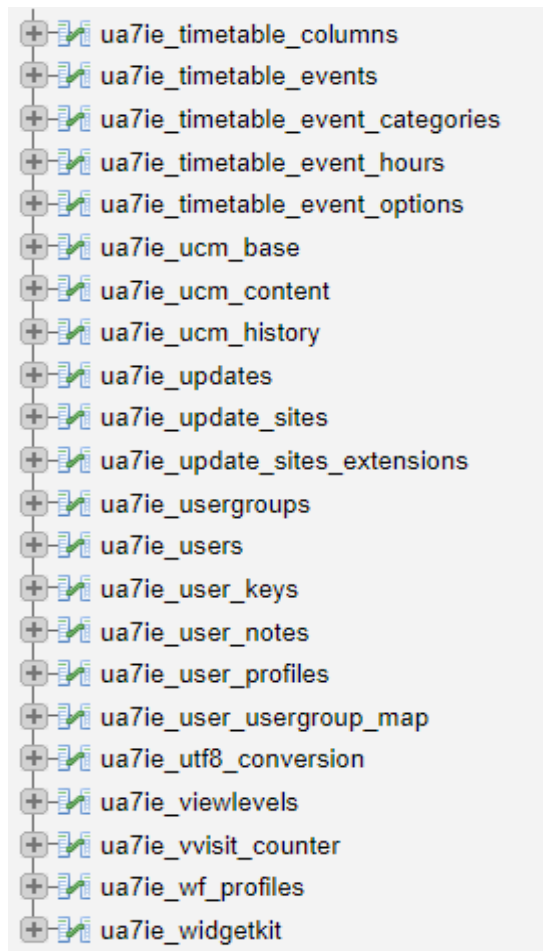 ua7ie_timetable_columns
ua7ie_timetable_events
ua7ie_timetable_event_categories
ua7ie_timetable_event_hours
ua7ie_timetable_event_options
ua7ie_ucm_base
ua7ie_ucm_content
ua7ie_ucm_history
ua7ie_updates
ua7ie_update_sites
ua7ie_update_sites_extensions
ua7ie_usergroups
ua7ie_users
ua7ie_user_keys
ua7ie_user_notes
ua7ie_user_profiles
ua7ie_user_usergroup_map
ua7ie_utf8_conversion
ua7ie_viewlevels
ua7ie_vvisit_counter
ua7ie_wf_profiles
ua7ie_widgetkit